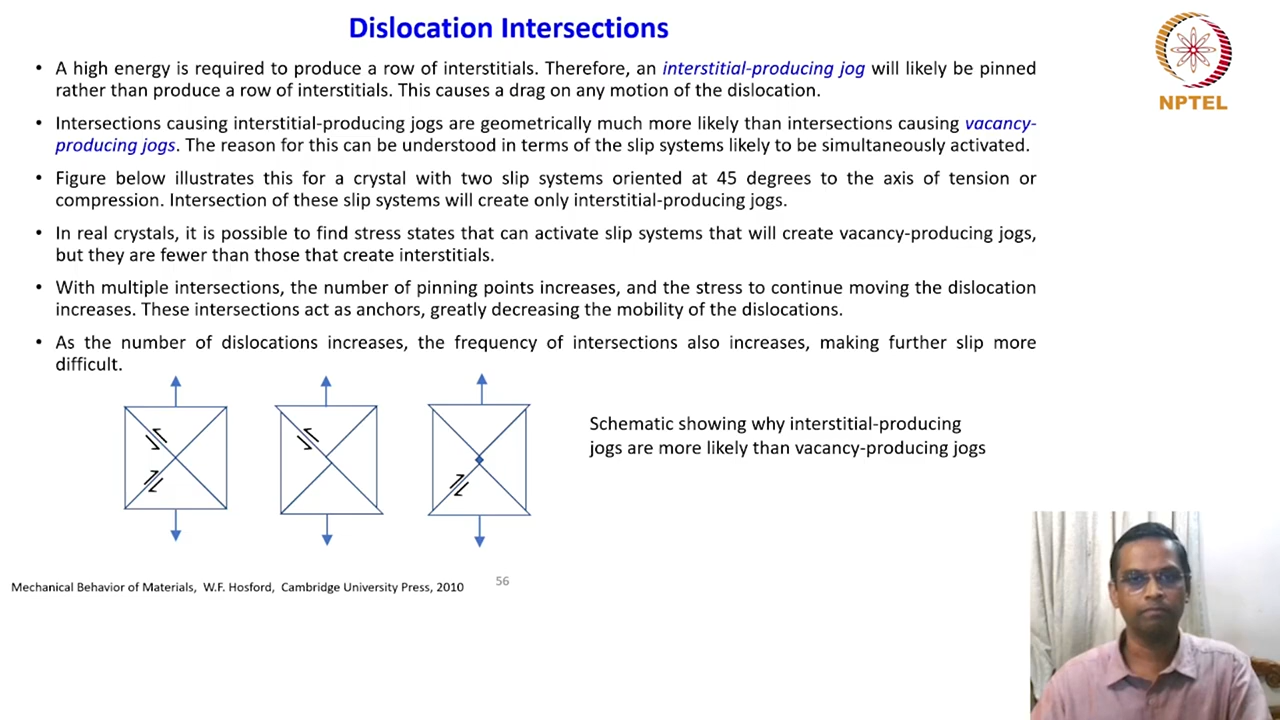 Dislocation Intersections
• A high energy is required to produce a row of interstitials. Therefore, an interstitial-producing jog will likely be pinned
rather than produce a row of interstitials. This causes a drag on any motion of the dislocation.
• Intersections causing interstitial-producing jogs are geometrically much more likely than intersections causing vacancy-
producing jogs. The reason for this can be understood in terms of the slip systems likely to be simultaneously activated.
• Figure below illustrates this for a crystal with two slip systems oriented at 45 degrees to the axis of tension or
compression. Intersection of these slip systems will create only interstitial-producing jogs.
• In real crystals, it is possible to find stress states that can activate slip systems that will create vacancy-producing jogs,
but they are fewer than those that create interstitials.
• With multiple intersections, the number of pinning points increases, and the stress to continue moving the dislocation
increases. These intersections act as anchors, greatly decreasing the mobility of the dislocations.
• As the number of dislocations increases, the frequency of intersections also increases, making further slip more
difficult.
Schematic showing why interstitial-producing
jogs are more likely than vacancy-producing jogs
Mechanical Behavior of Materials, W.F. Hosford, Cambridge University Press, 2010
56
NPTEL